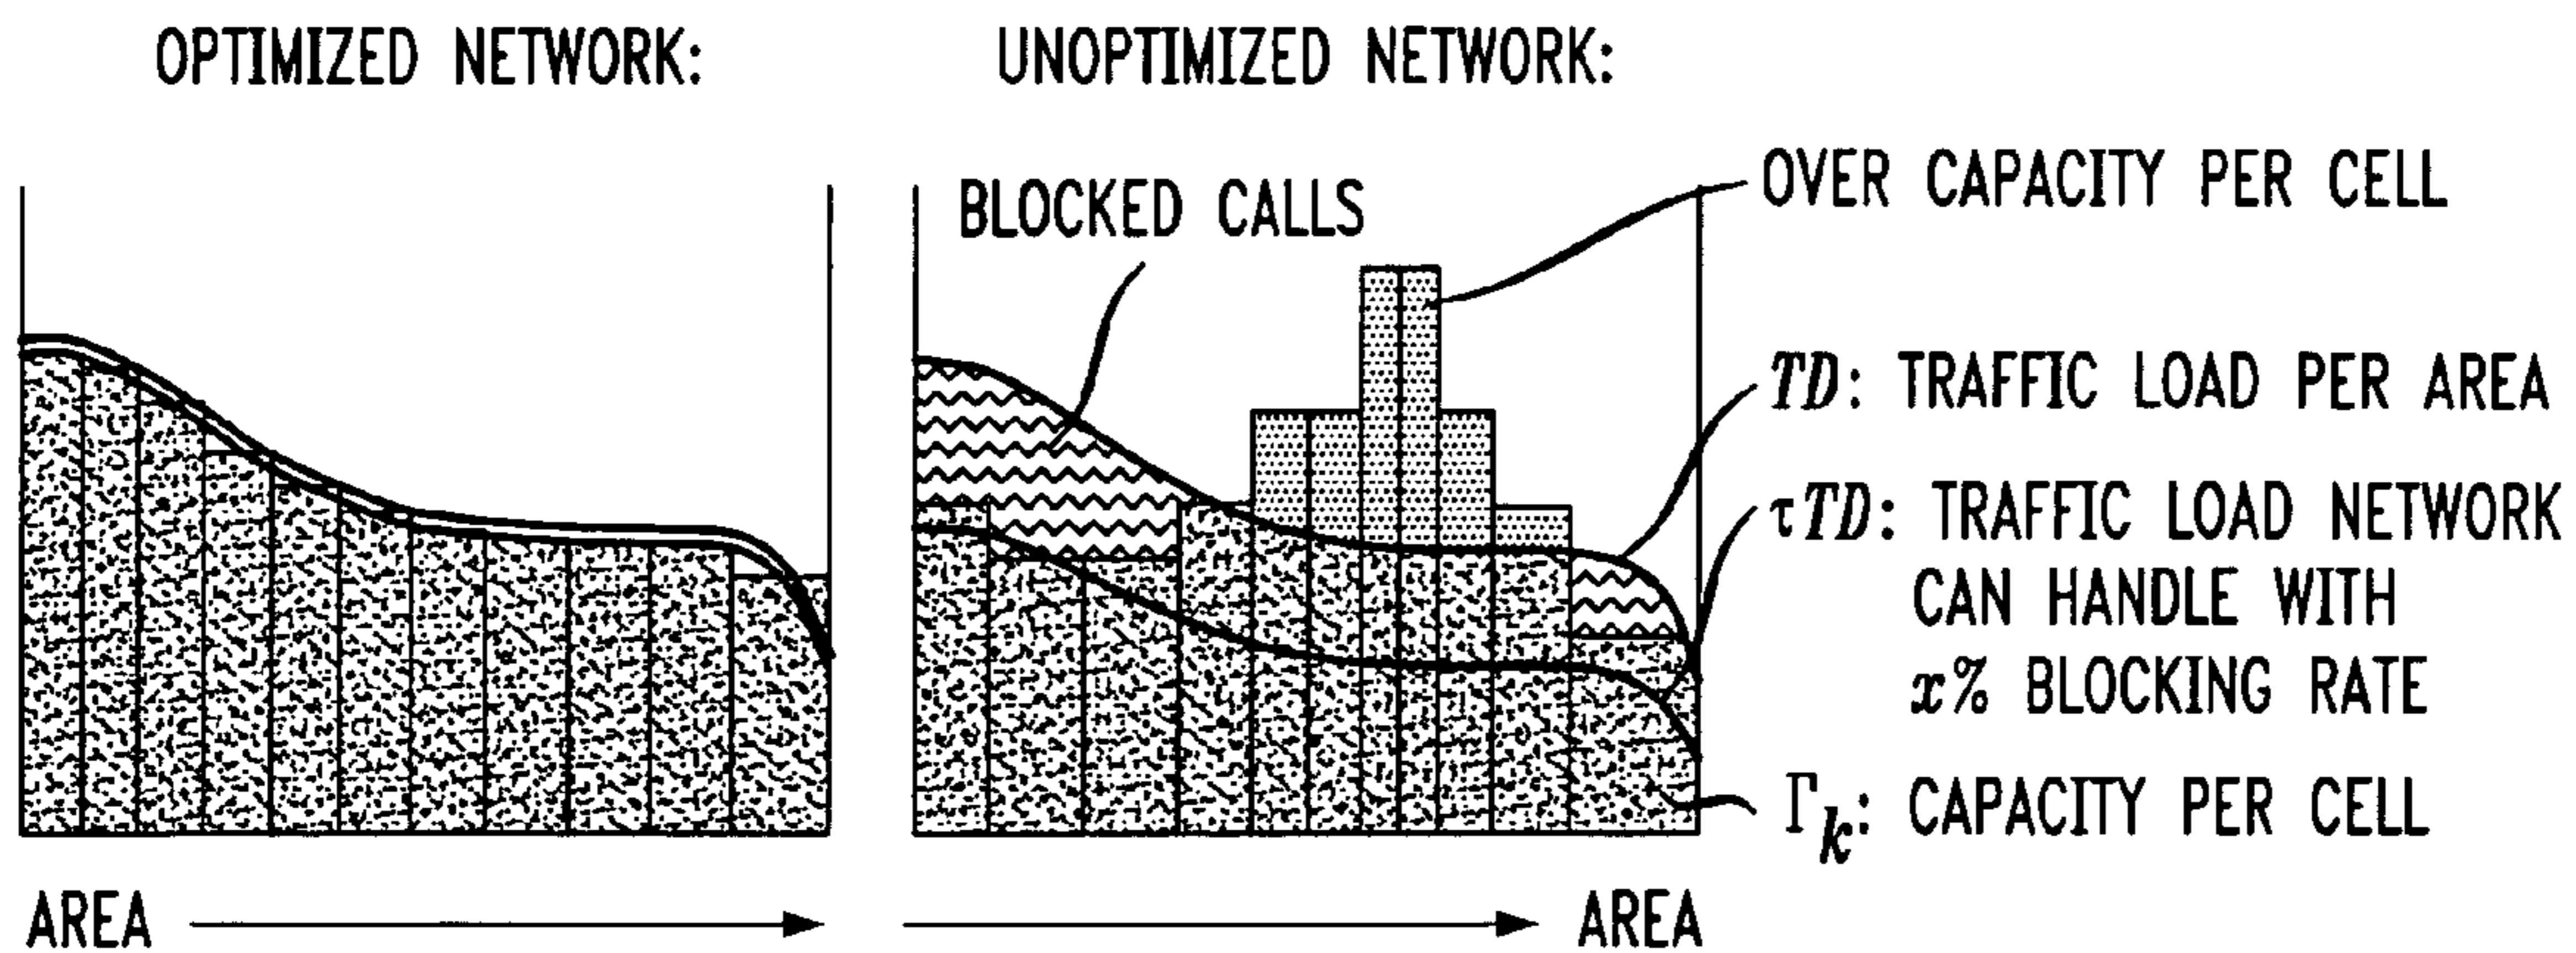 OPTIMIZED NETWORK:
UNOPTIMIZED NETWORK:
BLOCKED CALLS
OVER CAPACITY PER CELL
TD: TRAFFIC LOAD PER AREA
τTD: TRAFFIC LOAD NETWORK
CAN HANDLE WITH
x% BLOCKING RATE
Γk: CAPACITY PER CELL
AREA
AREA